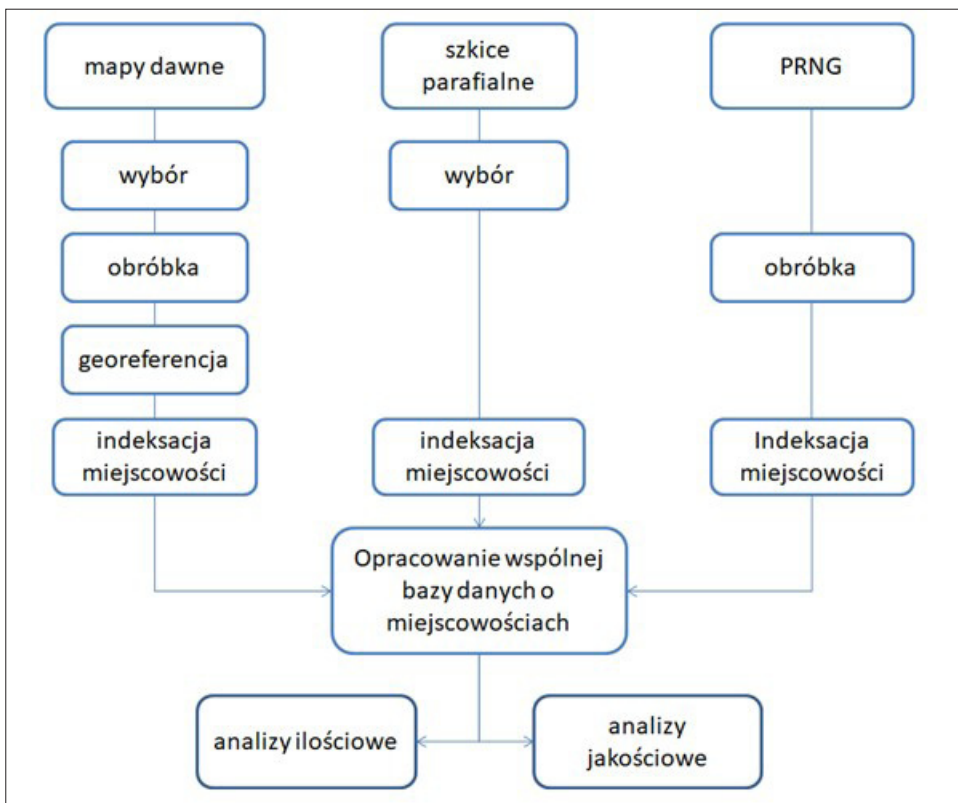 mapy dawne
szkice
parafialne
PRNG
wybór
wybór
obróbka
obróbka
georeferencja
indeksacja
miejscowości
indeksacja
miejscowości
Indeksacja
miejscowości
Opracowanie wspólnej
bazy danych o
miejscowościach
analizy ilościowe
analizy
jakościowe